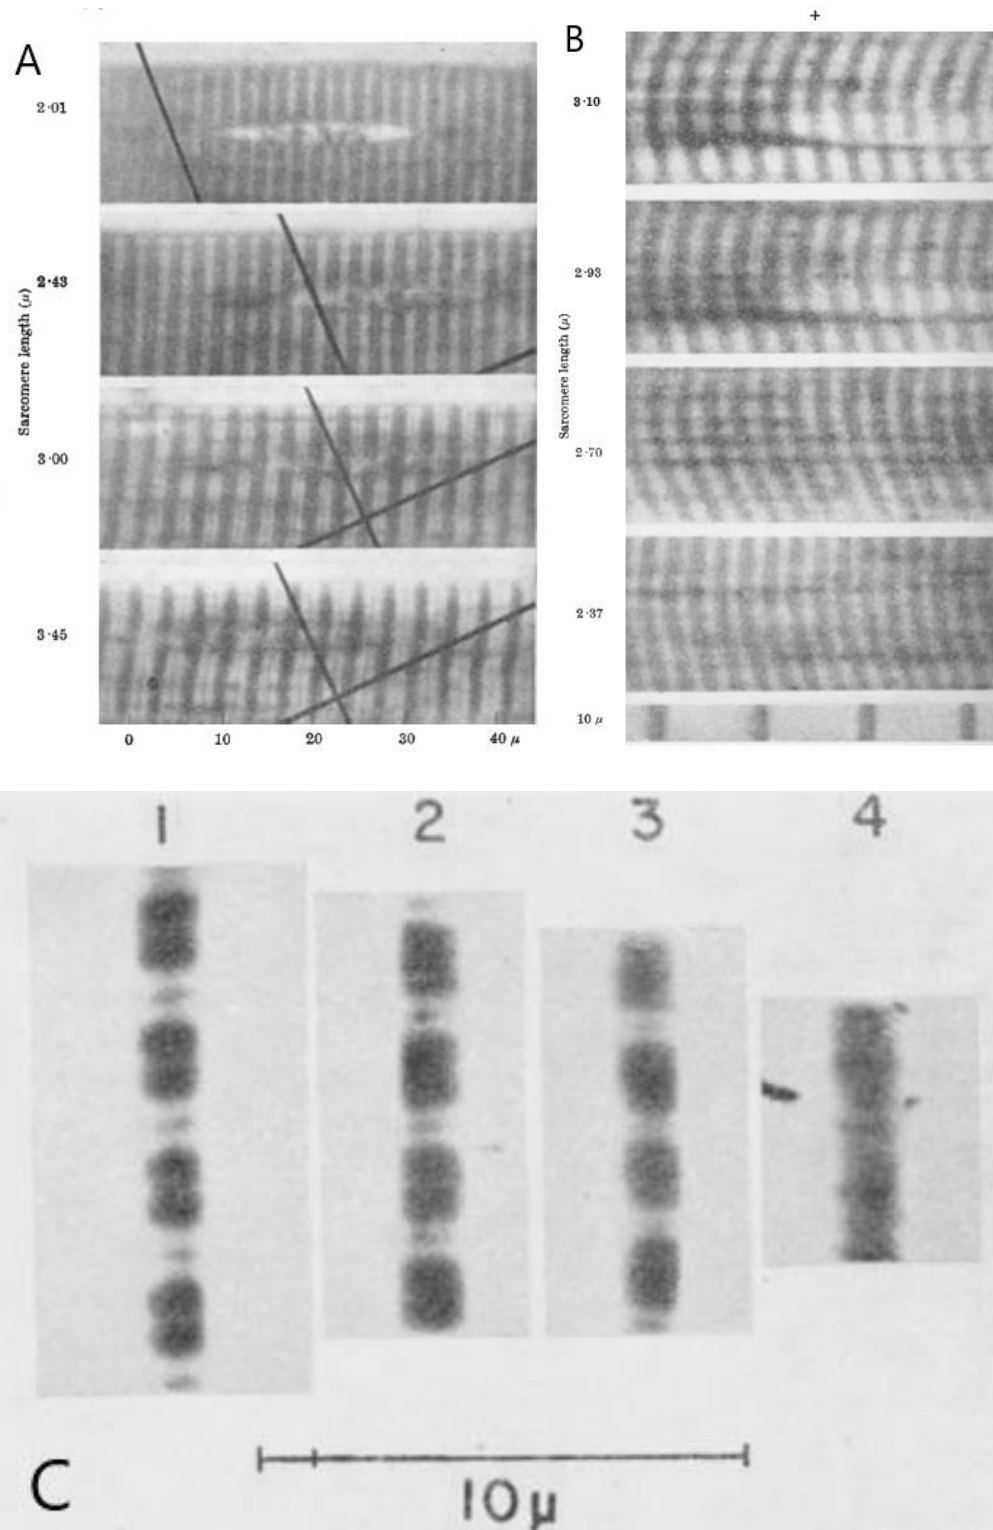 A
2·01
2·43
3·00
3·45
Sarcomere length (μ)
0 10 20 30 40 μ
B
+
3·10
2·93
2·70
2·37
Sarcomere length (μ)
10 μ
1 2 3 4
10 μ
C